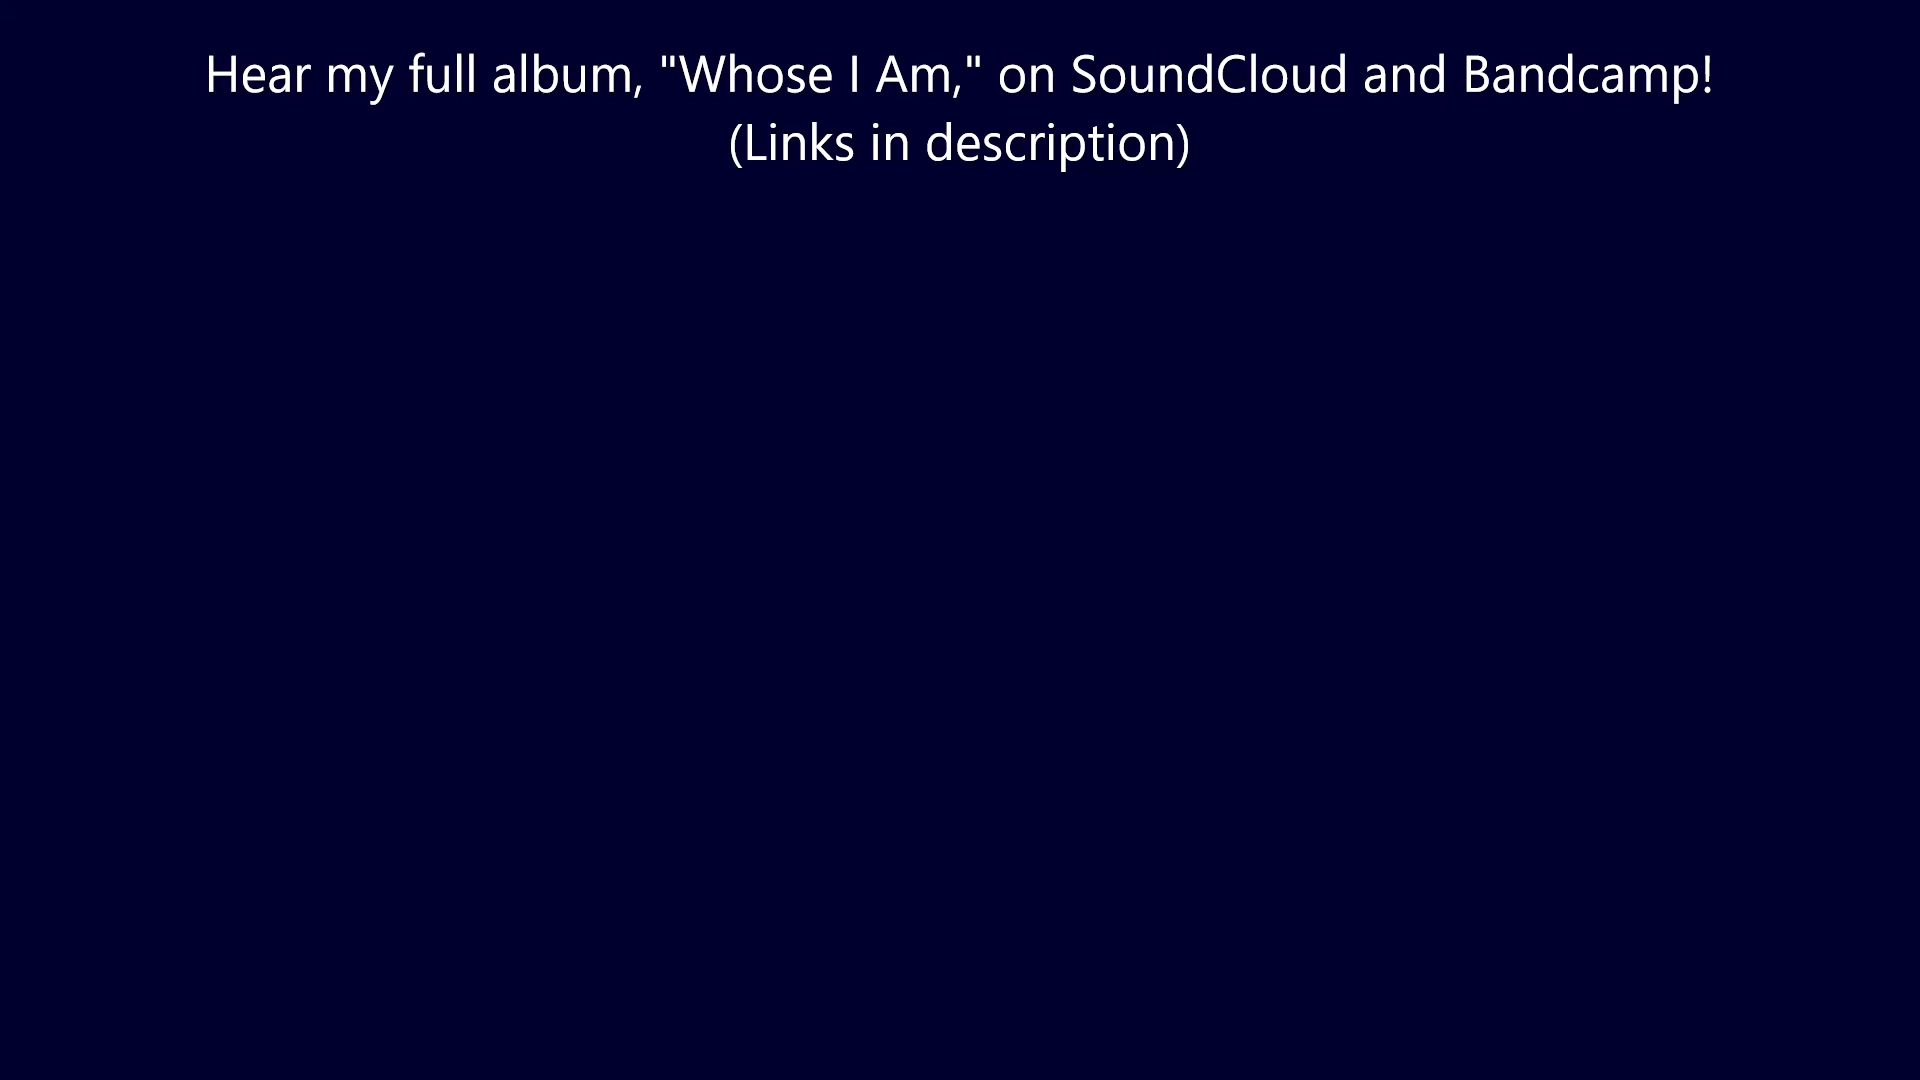 Hear my full album, "Whose I Am," on SoundCloud and Bandcamp!
(Links in description)